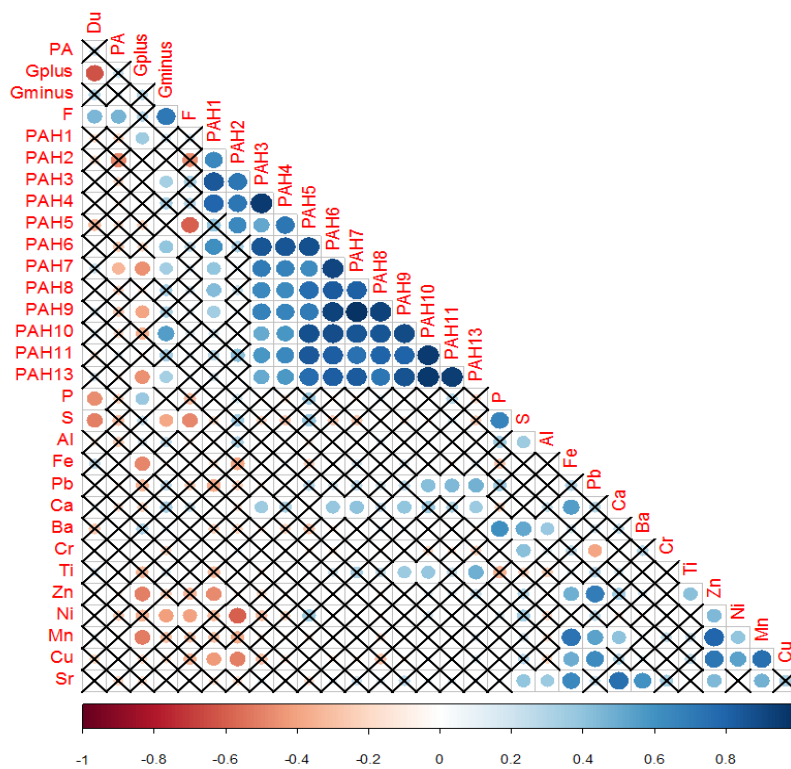 Du
PA PA
Gplus Gplus
Gminus Gminus
F F
PAH1 PAH1
PAH2 PAH2
PAH3 PAH3
PAH4 PAH4
PAH5 PAH5
PAH6 PAH6
PAH7 PAH7
PAH8 PAH8
PAH9 PAH9
PAH10 PAH10
PAH11 PAH11
PAH13 PAH13
P P
S S
Al Al
Fe Fe
Pb Pb
Ca Ca
Ba Ba
Cr Cr
Ti Ti
Zn Zn
Ni Ni
Mn Mn
Cu Cu
Sr
-1 -0.8 -0.6 -0.4 -0.2 0 0.2 0.4 0.6 0.8